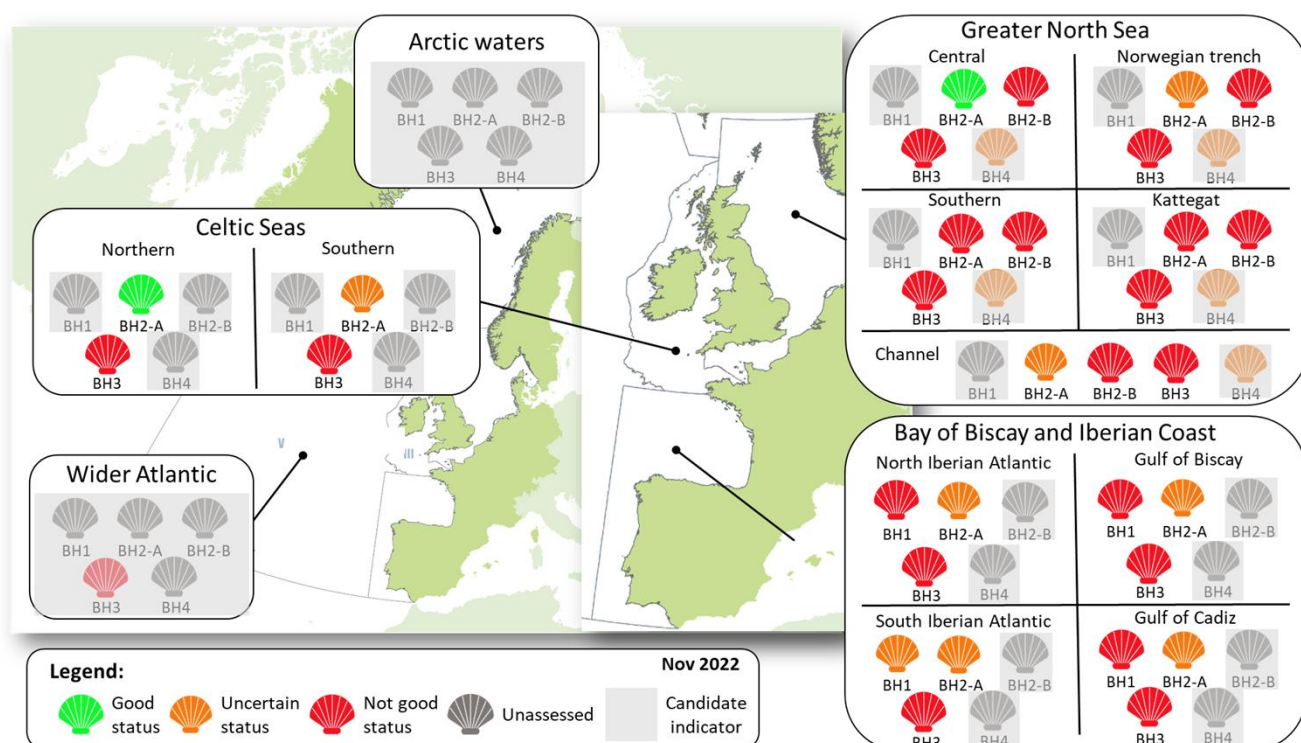 Arctic waters
BH1 BH2-A BH2-B
BH3 BH4
Celtic Seas
Northern
BH1 BH2-A BH2-B
BH3 BH4
Southern
BH1 BH2-A BH2-B
BH3 BH4
Wider Atlantic
BH1 BH2-A BH2-B
BH3 BH4
V
III
Greater North Sea
Central
BH1 BH2-A BH2-B
BH3 BH4
Norwegian trench
BH1 BH2-A BH2-B
BH3 BH4
Southern
BH1 BH2-A BH2-B
BH3 BH4
Kattegat
BH1 BH2-A BH2-B
BH3 BH4
Channel
BH1 BH2-A BH2-B BH3 BH4
Bay of Biscay and Iberian Coast
North Iberian Atlantic
BH1 BH2-A BH2-B
BH3 BH4
Gulf of Biscay
BH1 BH2-A BH2-B
BH3 BH4
South Iberian Atlantic
BH1 BH2-A BH2-B
BH3 BH4
Gulf of Cadiz
BH1 BH2-A BH2-B
BH3 BH4
Legend:
Nov 2022
Good
status
Uncertain
status
Not good
status
Unassessed
Candidate
indicator